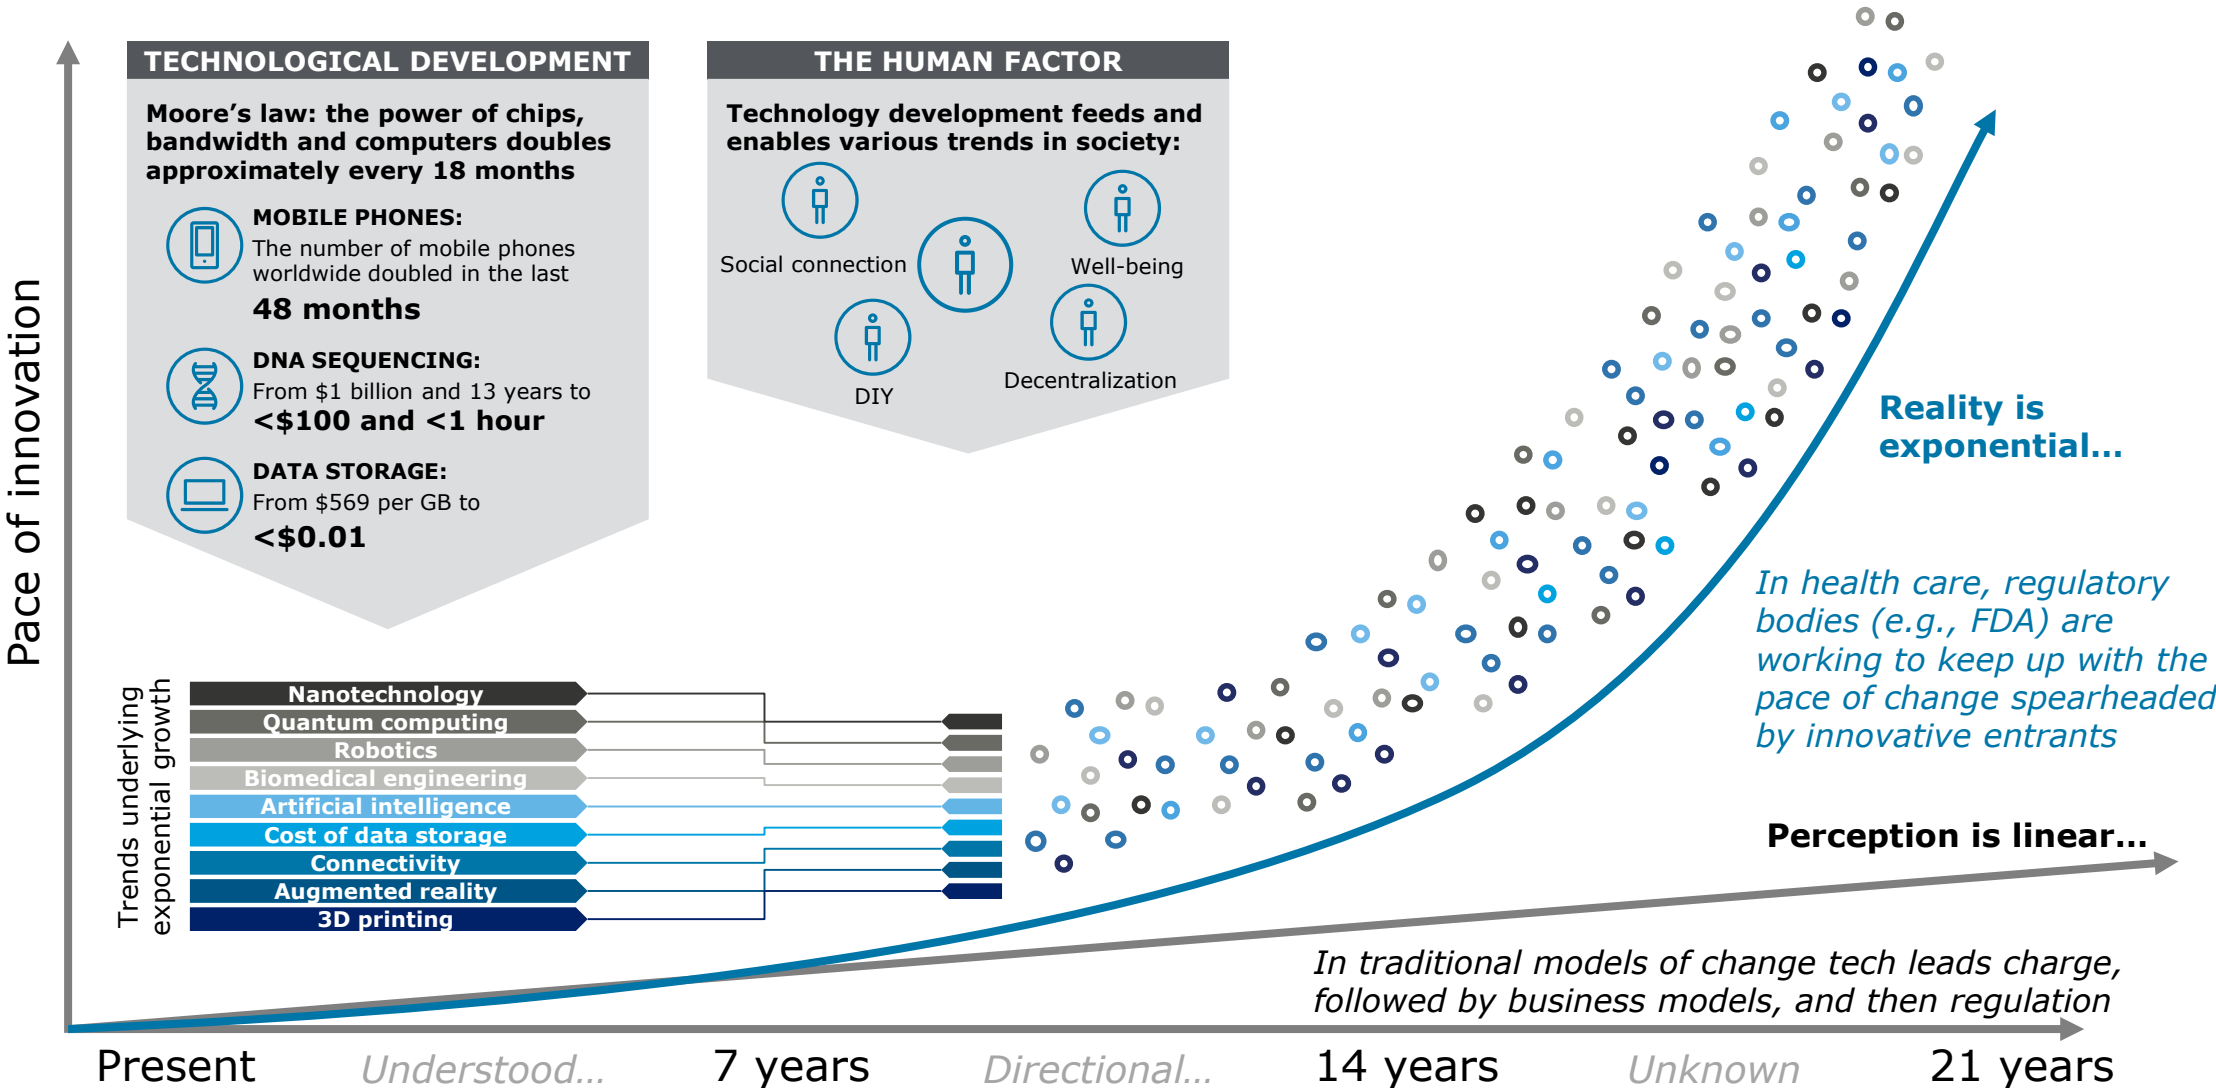 Pace of innovation
TECHNOLOGICAL DEVELOPMENT
Moore’s law: the power of chips,
bandwidth and computers doubles
approximately every 18 months
MOBILE PHONES:
The number of mobile phones
worldwide doubled in the last
48 months
DNA SEQUENCING:
From $1 billion and 13 years to
<$100 and <1 hour
DATA STORAGE:
From $569 per GB to
<$0.01
THE HUMAN FACTOR
Technology development feeds and
enables various trends in society:
Social connection
Well-being
DIY
Decentralization
Trends underlying
exponential growth
Nanotechnology
Quantum computing
Robotics
Biomedical engineering
Artificial intelligence
Cost of data storage
Connectivity
Augmented reality
3D printing
Reality is
exponential...
In health care, regulatory
bodies (e.g., FDA) are
working to keep up with the
pace of change spearheaded
by innovative entrants
Perception is linear...
In traditional models of change tech leads charge,
followed by business models, and then regulation
Present
Understood...
7 years
Directional...
14 years
Unknown
21 years